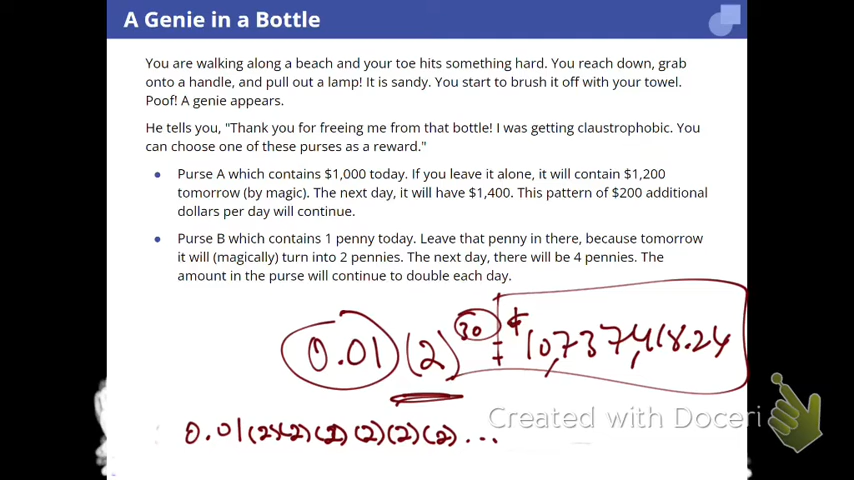 A Genie in a Bottle
You are walking along a beach and your toe hits something hard. You reach down, grab
onto a handle, and pull out a lamp! It is sandy. You start to brush it off with your towel.
Poof! A genie appears.
He tells you, "Thank you for freeing me from that bottle! I was getting claustrophobic. You
can choose one of these purses as a reward."
• Purse A which contains $1,000 today. If you leave it alone, it will contain $1,200
tomorrow (by magic). The next day, it will have $1,400. This pattern of $200 additional
dollars per day will continue.
• Purse B which contains 1 penny today. Leave that penny in there, because tomorrow
it will (magically) turn into 2 pennies. The next day, there will be 4 pennies. The
amount in the purse will continue to double each day.
0.01 (2)^30 = $10,737,418.24
Created with Doceri
0.01(2)(2)(2)(2)(2)(2)...